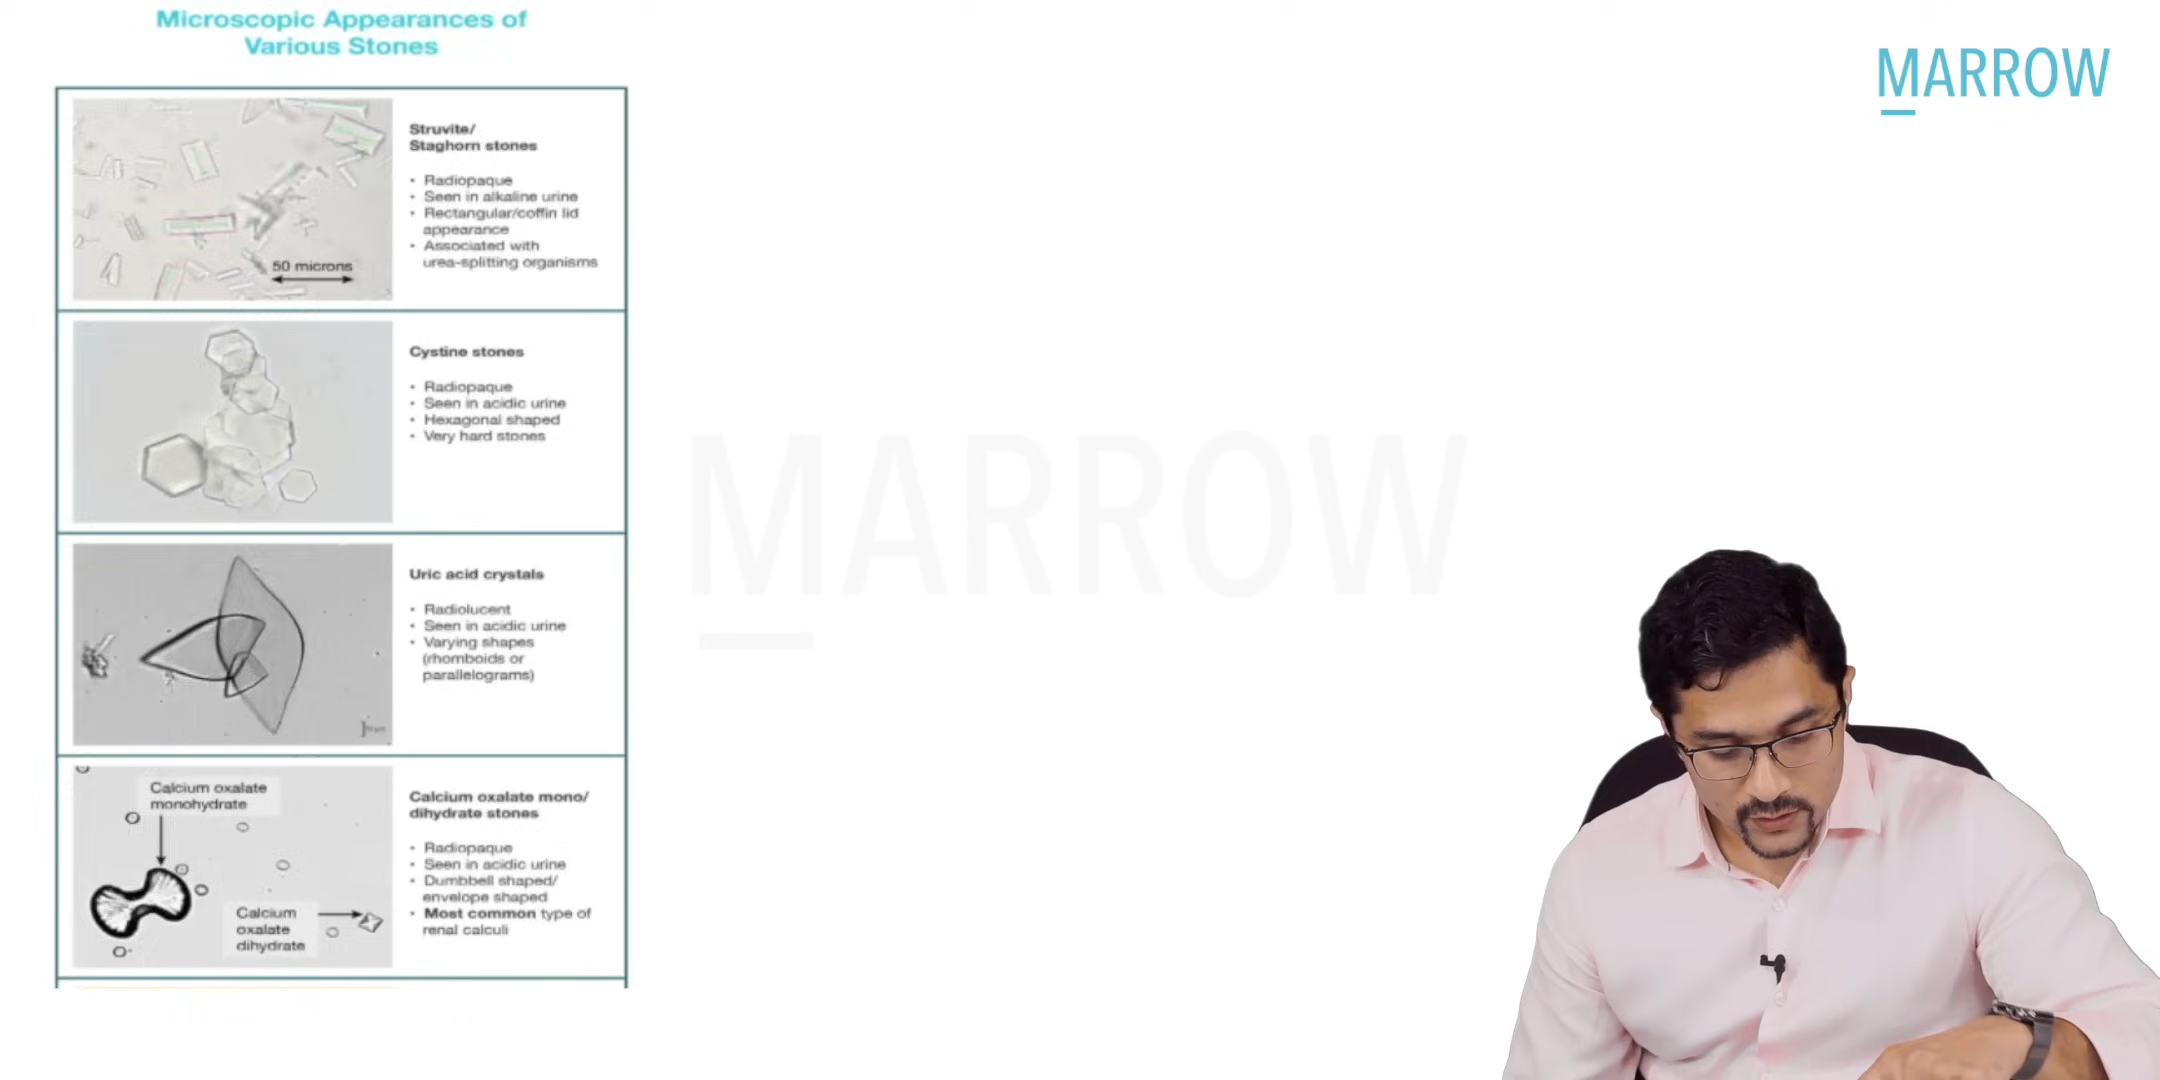 Microscopic Appearances of
Various Stones
MARROW
Struvite/
Staghorn stones
• Radiopaque
• Seen in alkaline urine
• Rectangular/coffin lid
appearance
• Associated with
urea-splitting organisms
50 microns
Cystine stones
• Radiopaque
• Seen in acidic urine
• Hexagonal shaped
• Very hard stones
MARROW
Uric acid crystals
• Radiolucent
• Seen in acidic urine
• Varying shapes
(rhomboids or
parallelograms)
Calcium oxalate
monohydrate
Calcium
oxalate
dihydrate
Calcium oxalate mono/
dihydrate stones
• Radiopaque
• Seen in acidic urine
• Dumbbell shaped/
envelope shaped
• Most common type of
renal calculi